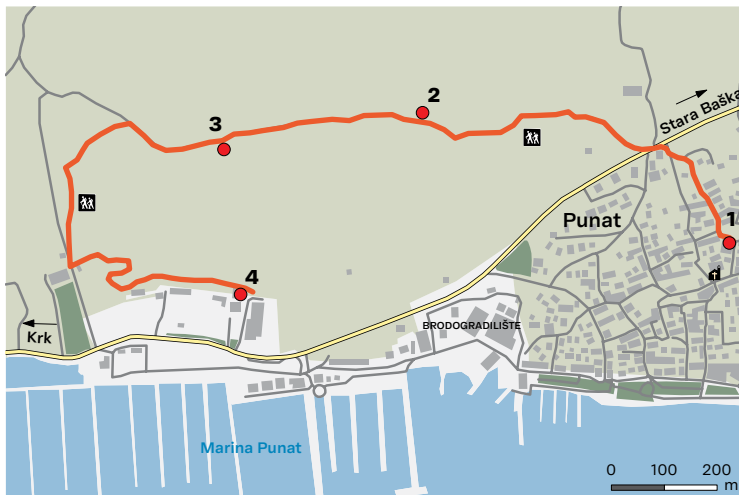 2
3
Stara Baška
Punat
1
4
BRODOGRADILIŠTE
Krk
Marina Punat
0 100 200
m